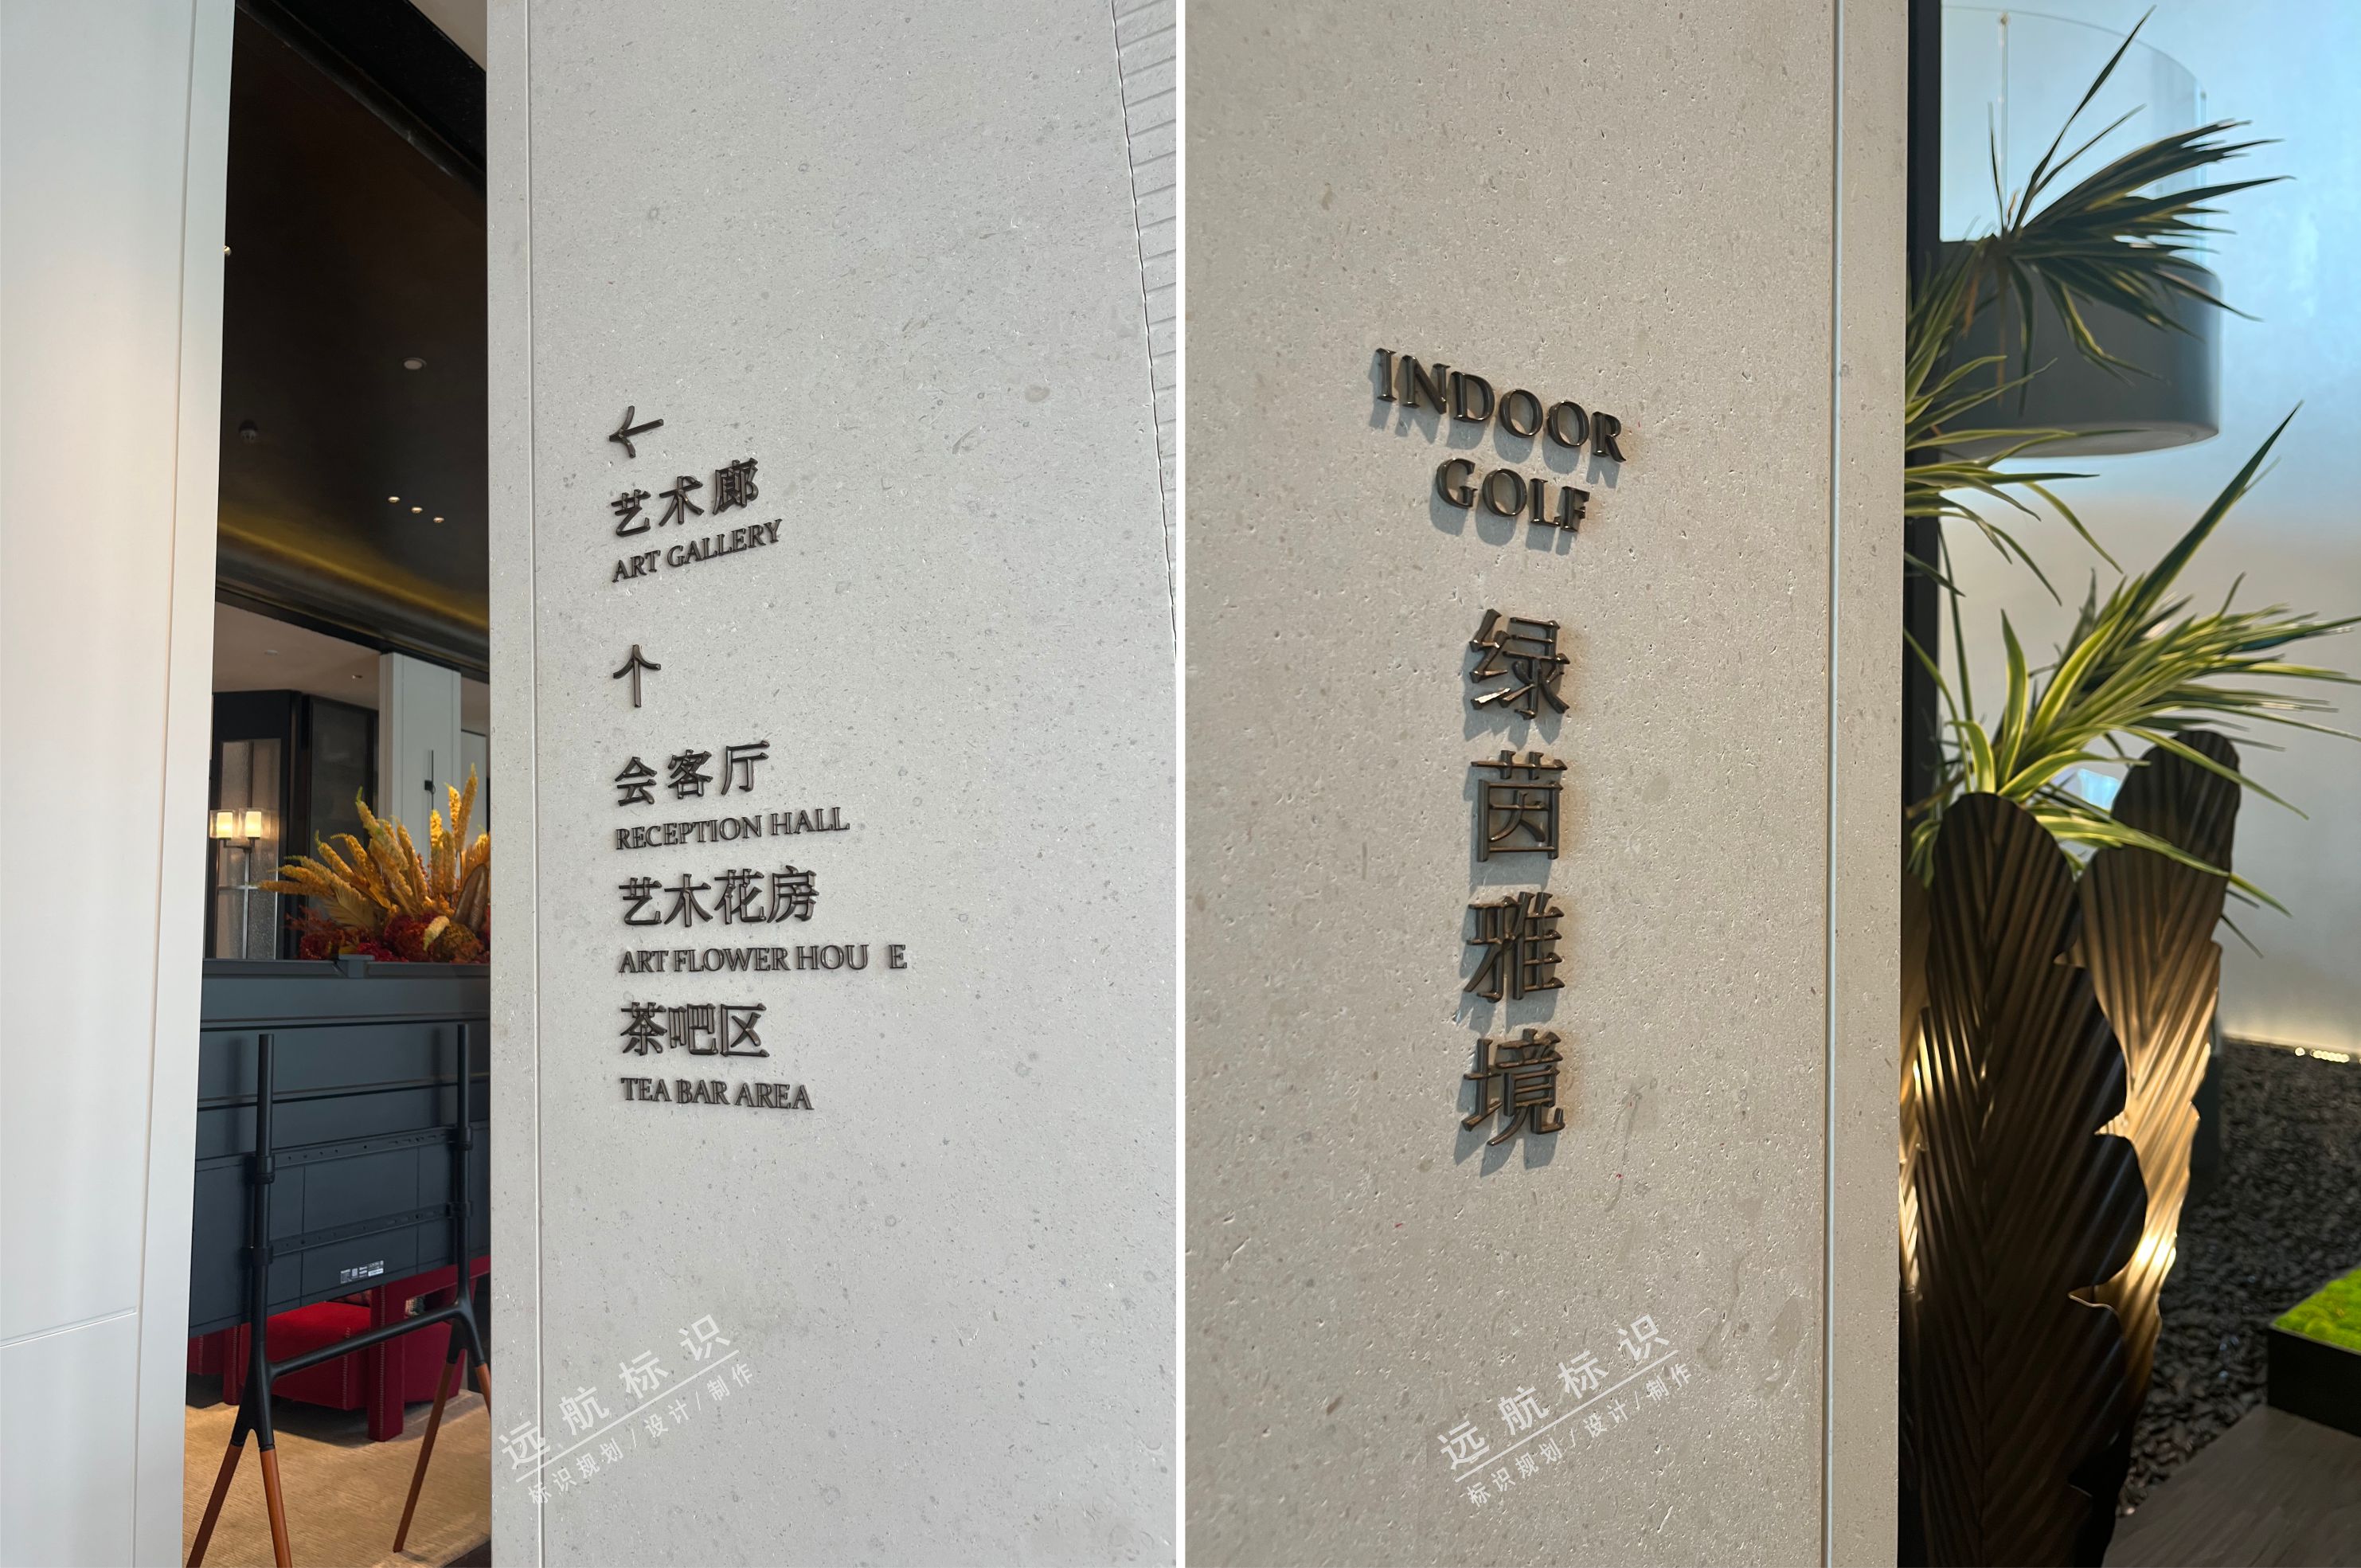 艺术廊
ART GALLERY
会客厅
RECEPTION HALL
艺木花房
ART FLOWER HOU E
茶吧区
TEA BAR AREA
远航标识
标识规划/设计/制作
INDOOR
GOLF
绿茵雅境
远航标识
标识规划/设计/制作